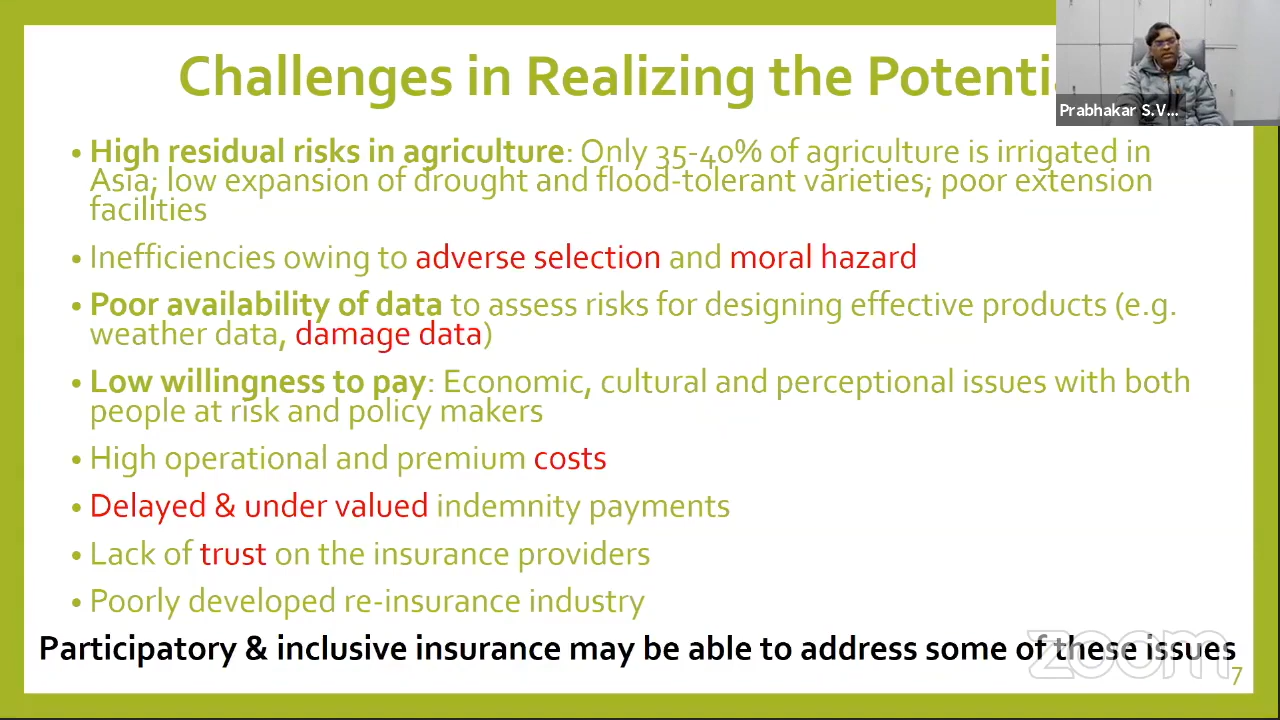 Challenges in Realizing the Potenti
Prabhakar S.V...
• High residual risks in agriculture: Only 35-40% of agriculture is irrigated in
Asia; low expansion of drought and flood-tolerant varieties; poor extension
facilities
• Inefficiencies owing to adverse selection and moral hazard
• Poor availability of data to assess risks for designing effective products (e.g.
weather data, damage data)
• Low willingness to pay: Economic, cultural and perceptional issues with both
people at risk and policy makers
• High operational and premium costs
• Delayed & under valued indemnity payments
• Lack of trust on the insurance providers
• Poorly developed re-insurance industry
Participatory & inclusive insurance may be able to address some of these issues
zoom
7